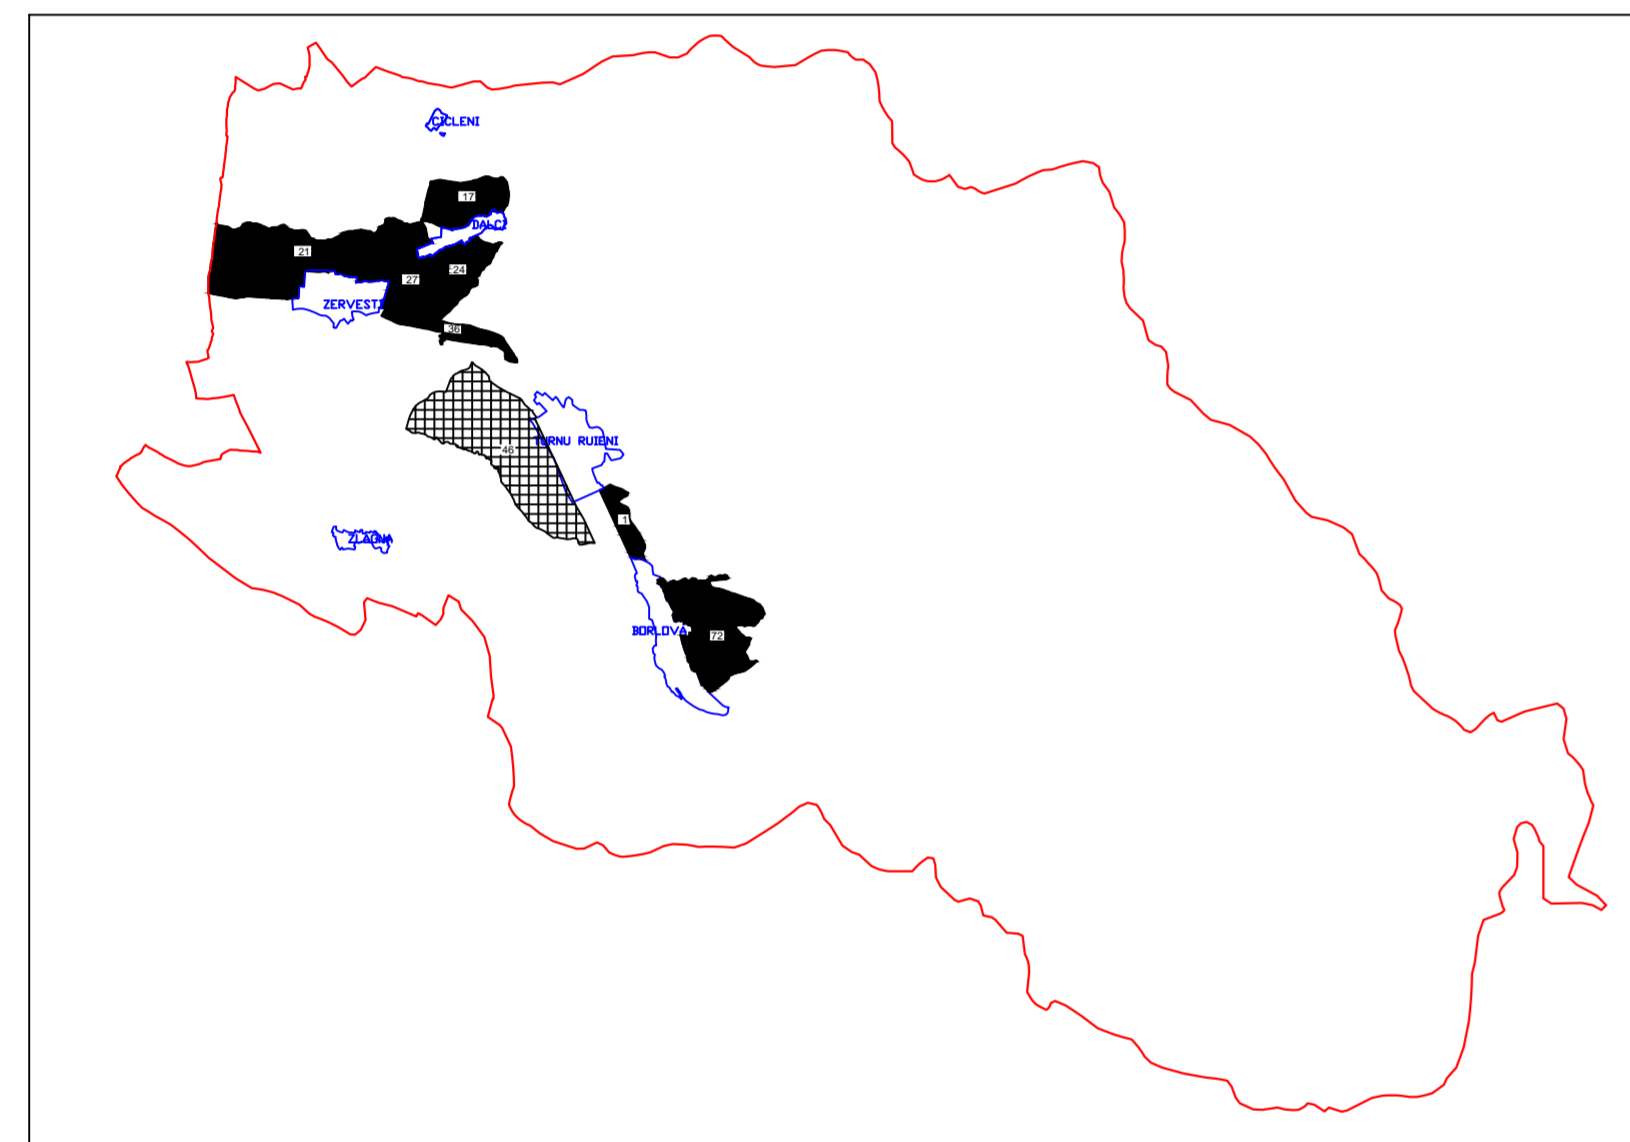 CICLENI
17
DALCI
21
24
27
ZERVESTI
36
TURNU RUIENI
46
1
ZLAGNA
BORLOVA
72